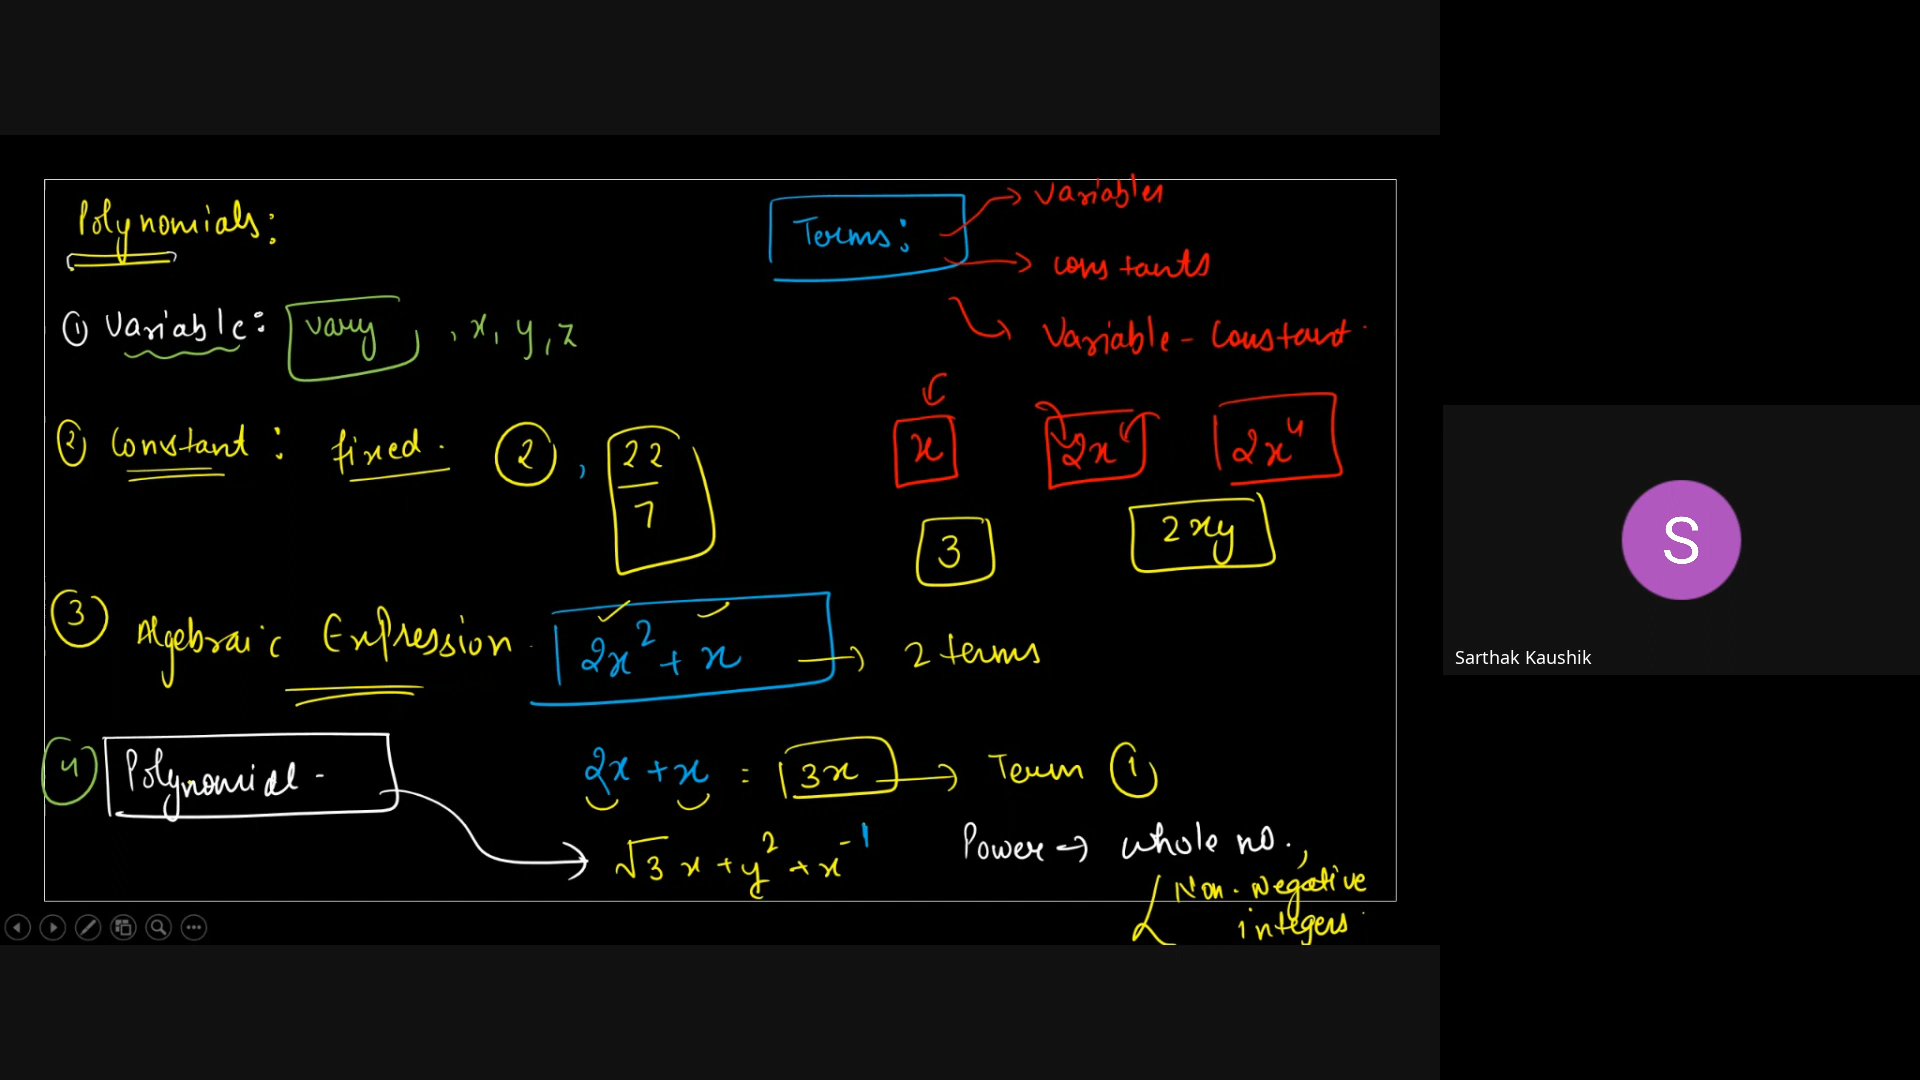 Polynomials:
① Variable: vary , x, y, z
② Constant : fixed . ② , 22/7
Terms:
→ variables
→ constants
→ Variable - Constant .
x 2x⁴ 2x⁴
3 2xy
③ Algebraic Expression . 2x² + x → 2 terms
④ Polynomial -
2x + x = 3x → Term ①
→ √3 x + y² + x⁻¹
Power → whole no. ,
Non - Negative
integers .
S
Sarthak Kaushik